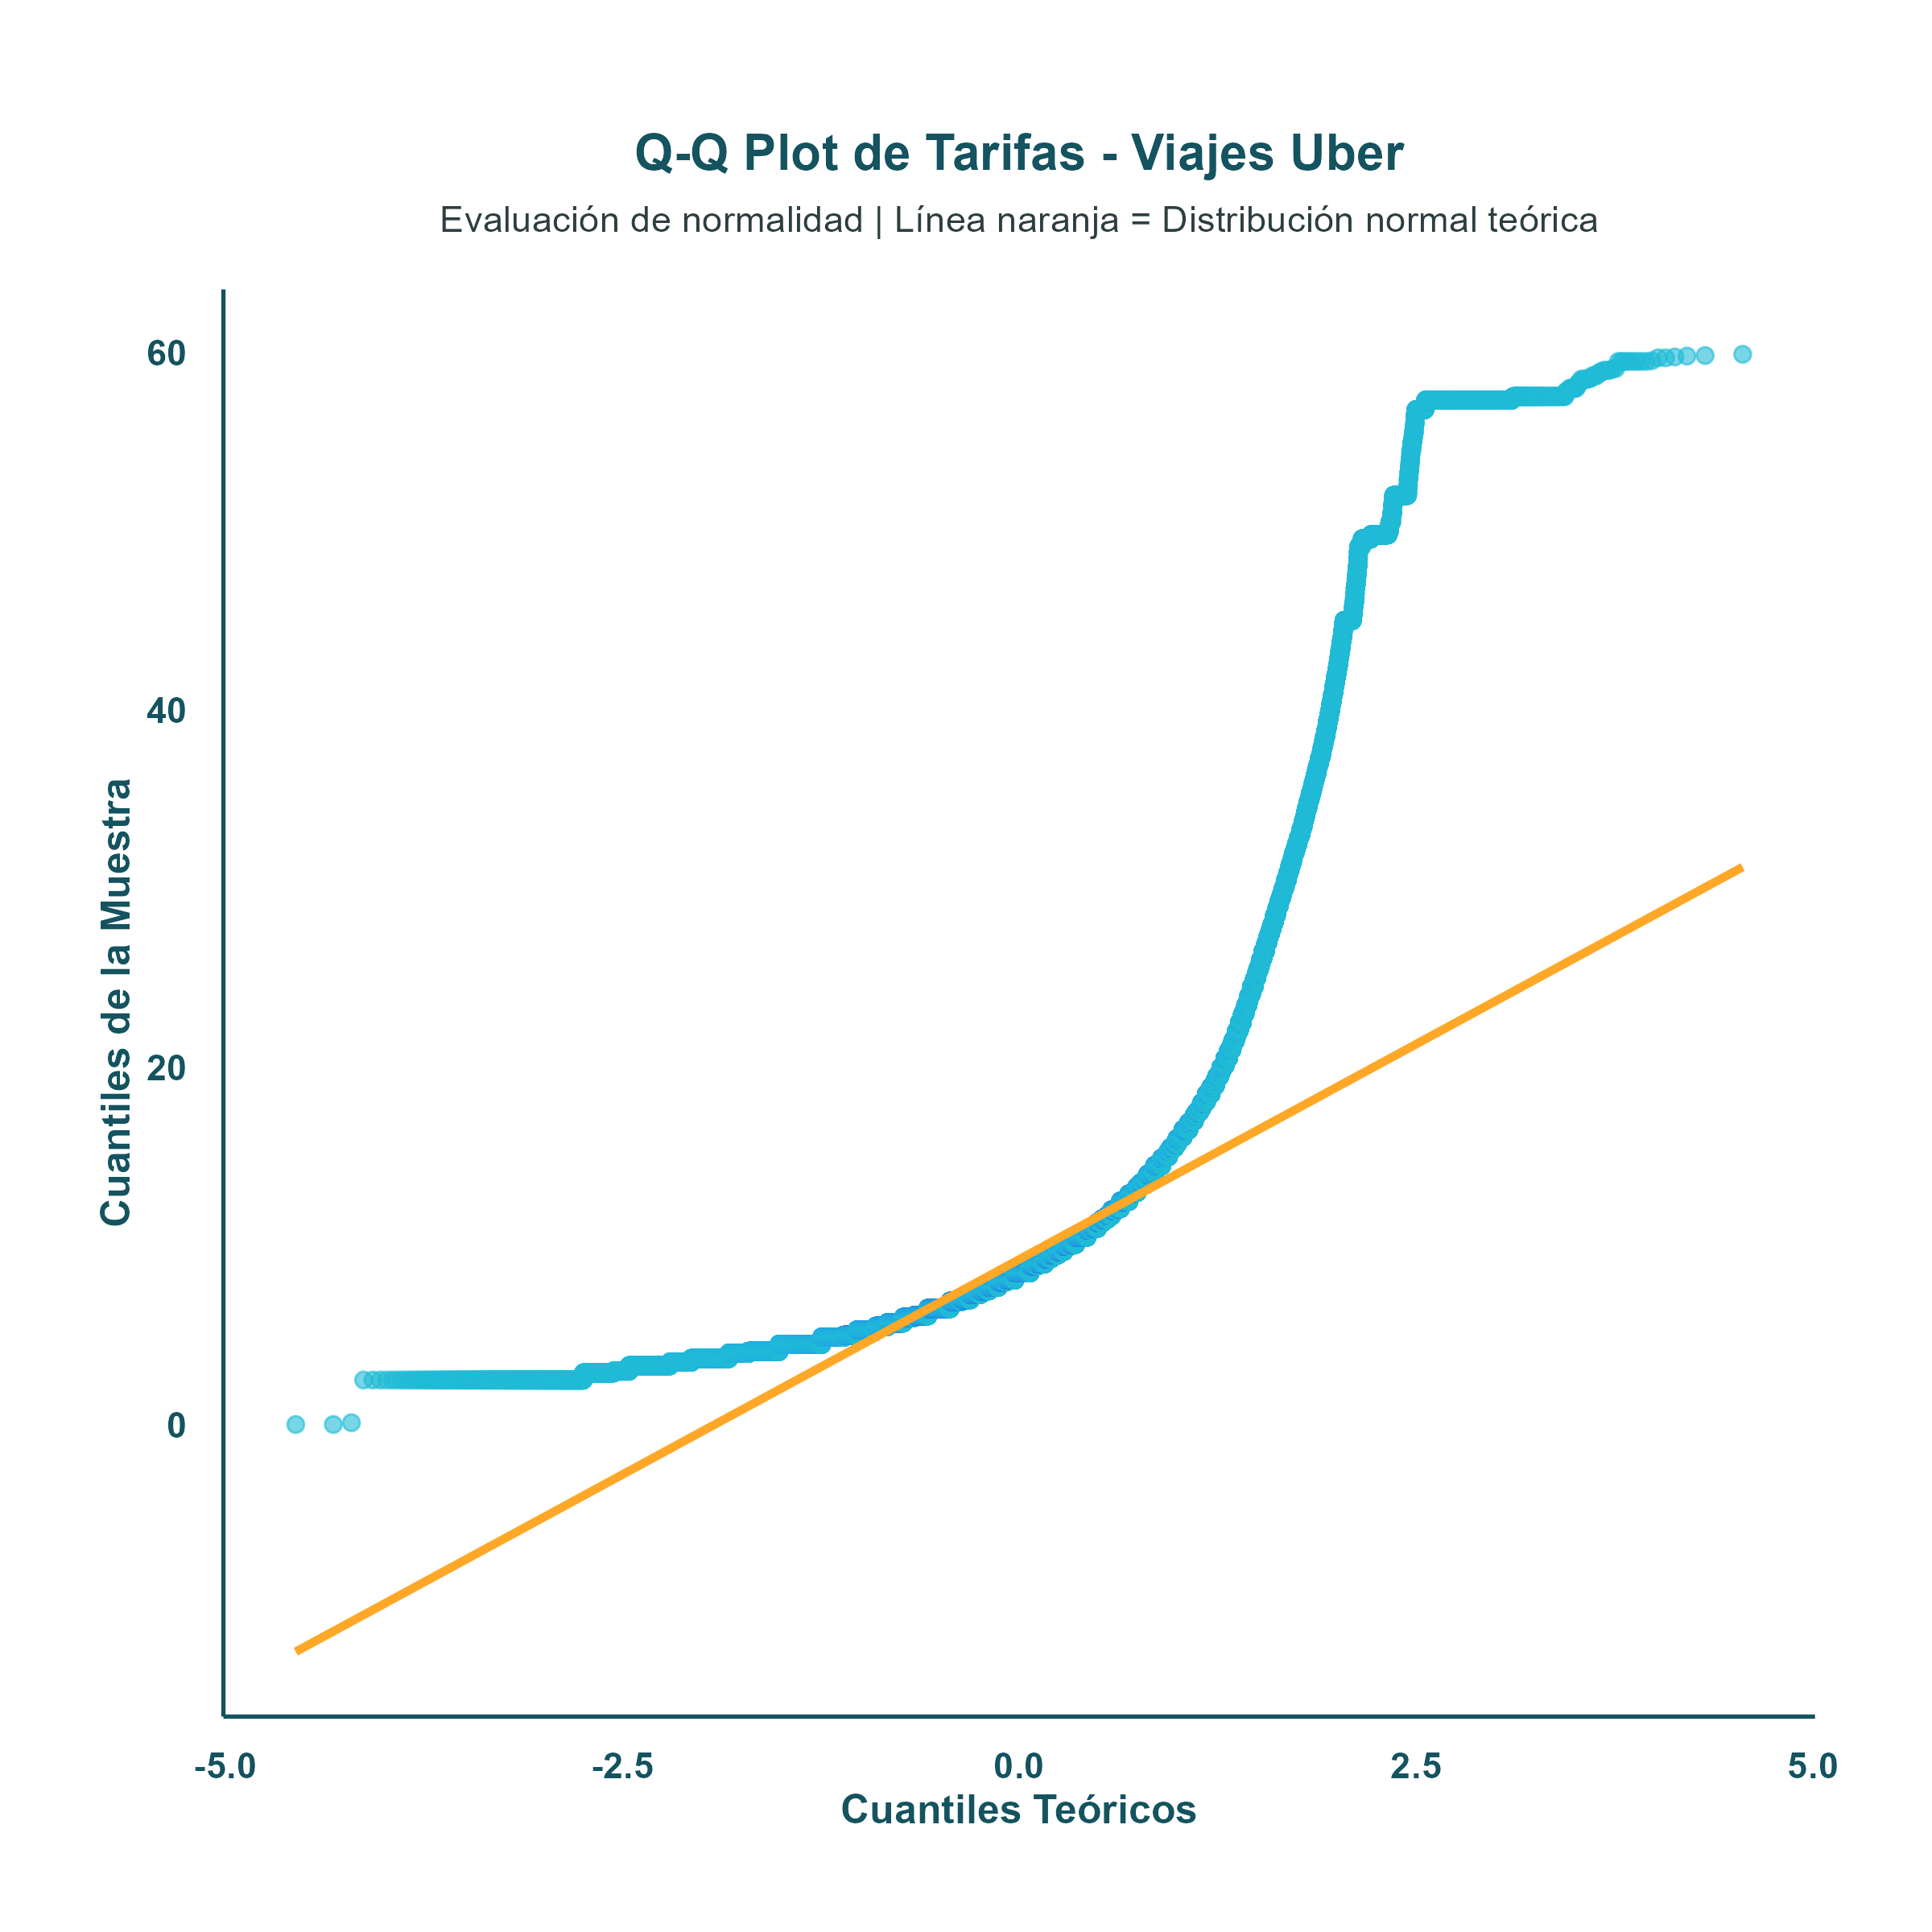 Q-Q Plot de Tarifas - Viajes Uber
Evaluación de normalidad | Línea naranja = Distribución normal teórica
60
40
20
0
Cuantiles de la Muestra
-5.0
-2.5
0.0
2.5
5.0
Cuantiles Teóricos